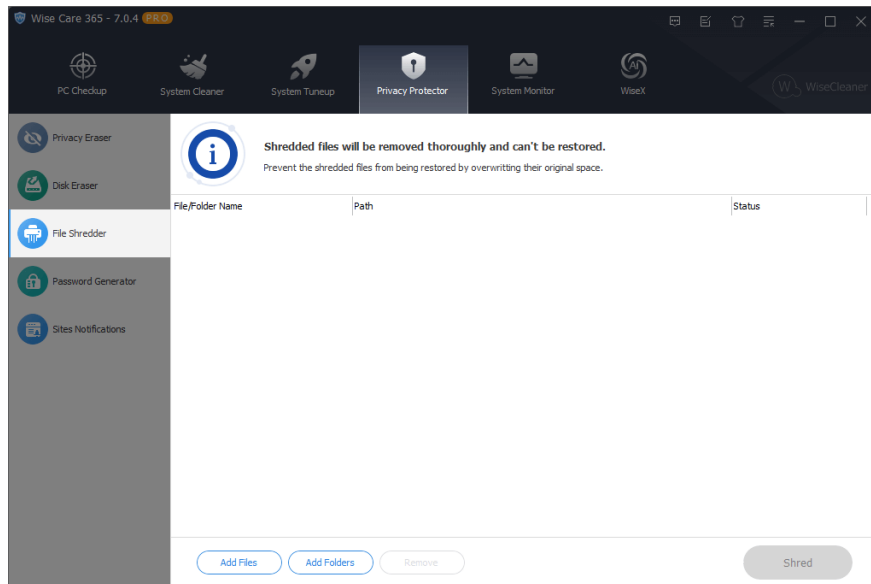 Wise Care 365 - 7.0.4 PRO
PC Checkup
System Cleaner
System Tuneup
Privacy Protector
System Monitor
WiseX
WiseCleaner
Privacy Eraser
Disk Eraser
File Shredder
Password Generator
Sites Notifications
Shredded files will be removed thoroughly and can't be restored.
Prevent the shredded files from being restored by overwritting their original space.
File/Folder Name Path Status
Add Files Add Folders Remove Shred